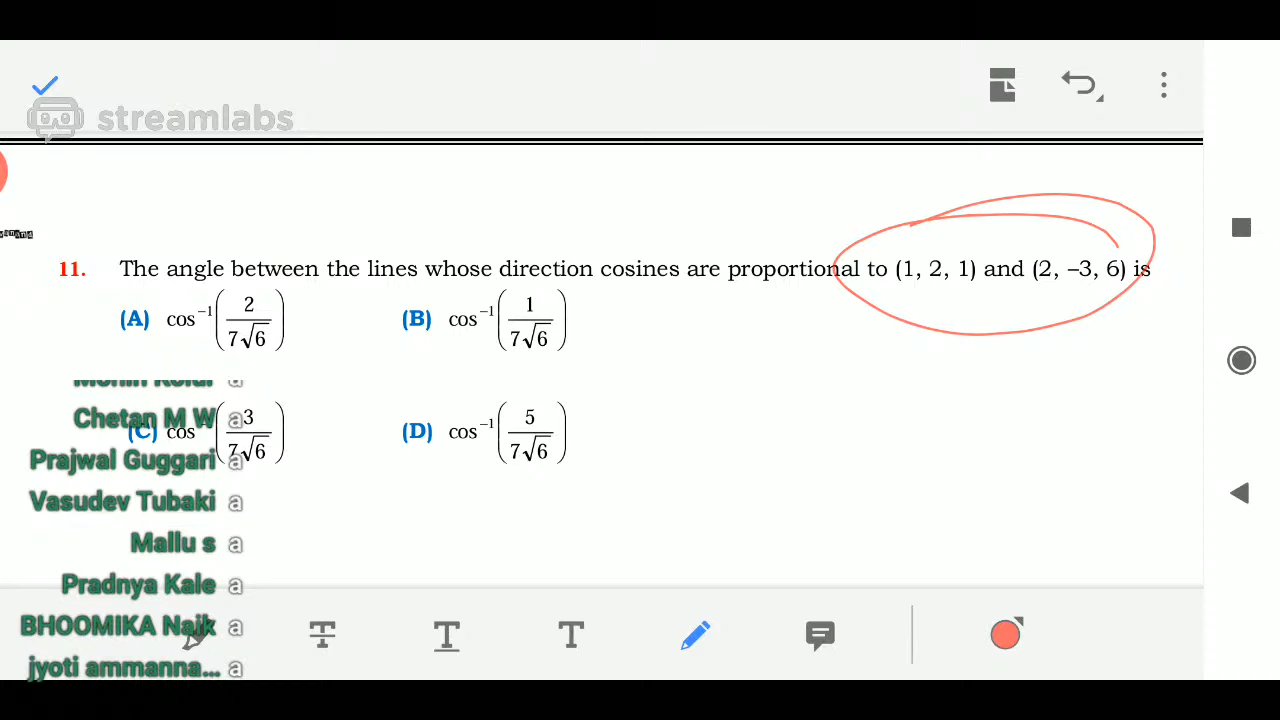 streamlabs
11. The angle between the lines whose direction cosines are proportional to (1, 2, 1) and (2, –3, 6) is
(A) cos⁻¹(2/7√6) (B) cos⁻¹(1/7√6)
(C) cos⁻¹(3/7√6) (D) cos⁻¹(5/7√6)
Chetan M W a
Prajwal Guggari a
Vasudev Tubaki a
Mallu s a
Pradnya Kale a
BHOOMIKA Naik a
jyoti ammanna... a
T T T